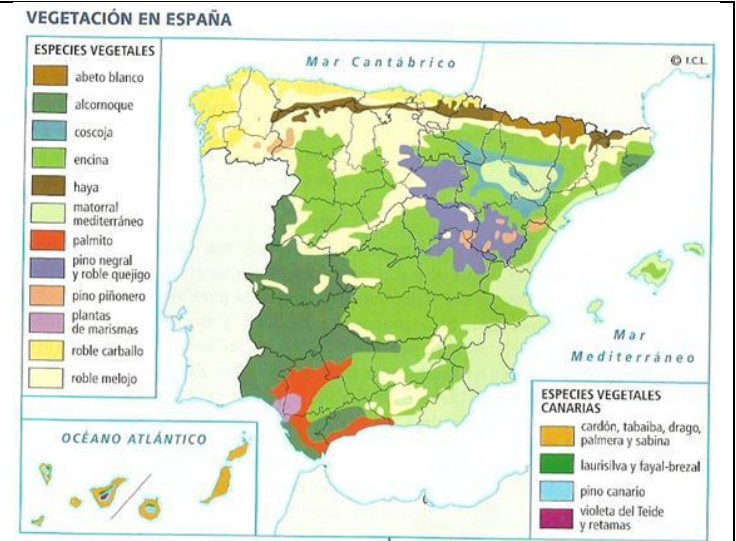 VEGETACIÓN EN ESPAÑA
ESPECIES VEGETALES
abeto blanco
alcornoque
coscoja
encina
haya
matorral
mediterráneo
palmito
pino negral
y roble quejigo
pino piñonero
plantas
de marismas
roble carballo
roble melojo
Mar Cantábrico
© I.C.L.
Mar
Mediterráneo
OCÉANO ATLÁNTICO
ESPECIES VEGETALES
CANARIAS
cardón, tabaiba, drago,
palmera y sabina
laurisilva y fayal-brezal
pino canario
violeta del Teide
y retamas